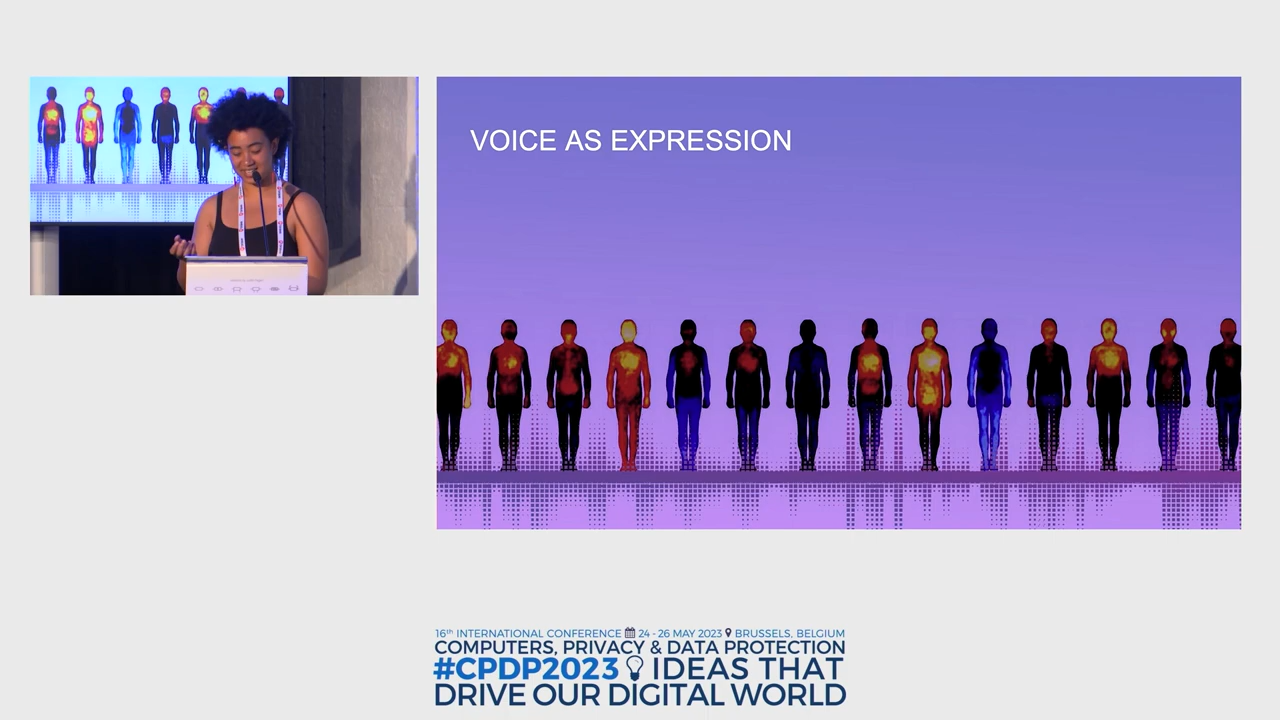 VOICE AS EXPRESSION
16th INTERNATIONAL CONFERENCE 24 - 26 MAY 2023 BRUSSELS, BELGIUM
COMPUTERS, PRIVACY & DATA PROTECTION
#CPDP2023 IDEAS THAT
DRIVE OUR DIGITAL WORLD